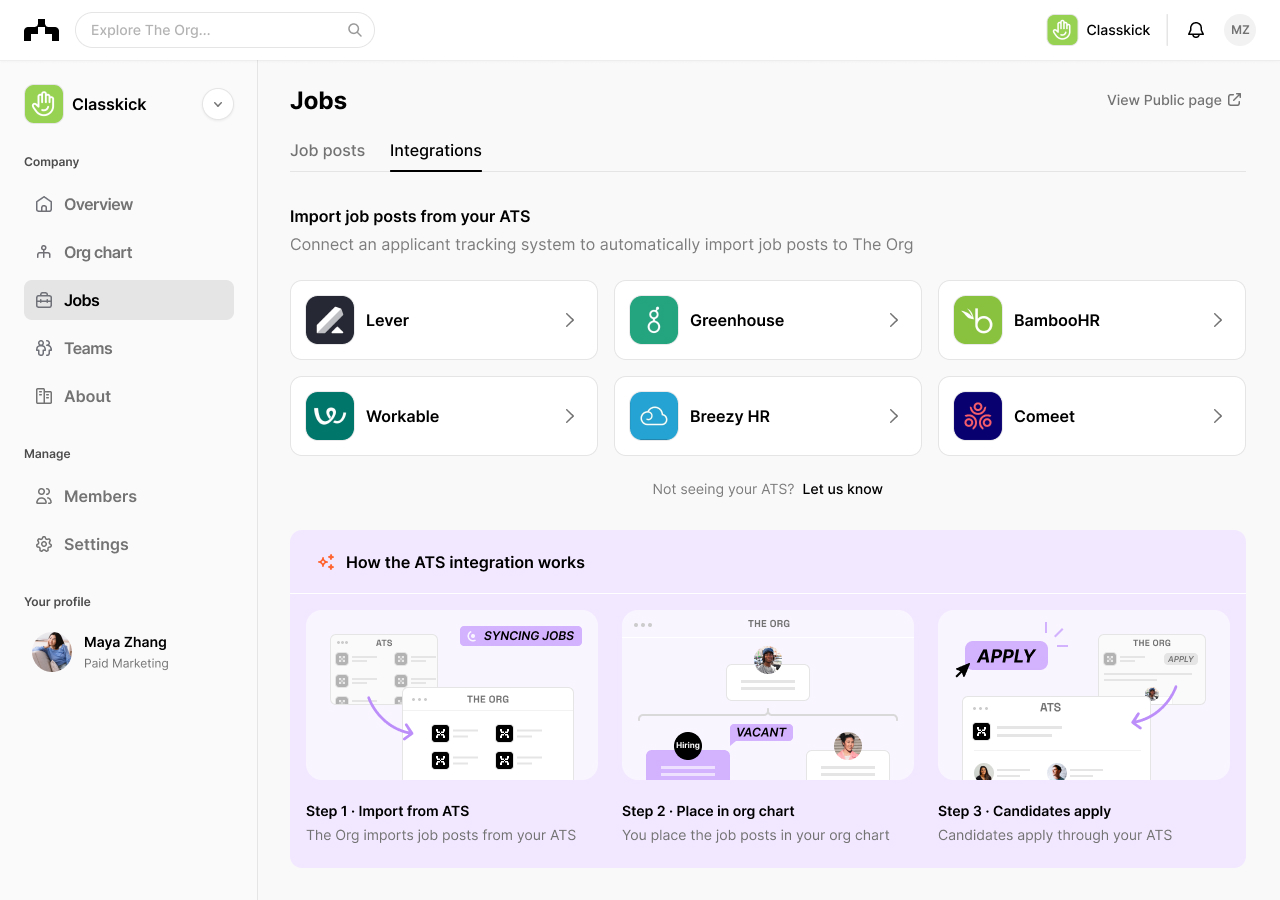 Explore The Org...
Classkick
MZ
Classkick
Company
Overview
Org chart
Jobs
Teams
About
Manage
Members
Settings
Your profile
Maya Zhang
Paid Marketing
Jobs
View Public page
Job posts
Integrations
Import job posts from your ATS
Connect an applicant tracking system to automatically import job posts to The Org
Lever
Greenhouse
BambooHR
Workable
Breezy HR
Comeet
Not seeing your ATS? Let us know
How the ATS integration works
ATS
SYNCING JOBS
THE ORG
Step 1 · Import from ATS
The Org imports job posts from your ATS
THE ORG
VACANT
Hiring
Step 2 · Place in org chart
You place the job posts in your org chart
APPLY
THE ORG
APPLY
ATS
Step 3 · Candidates apply
Candidates apply through your ATS